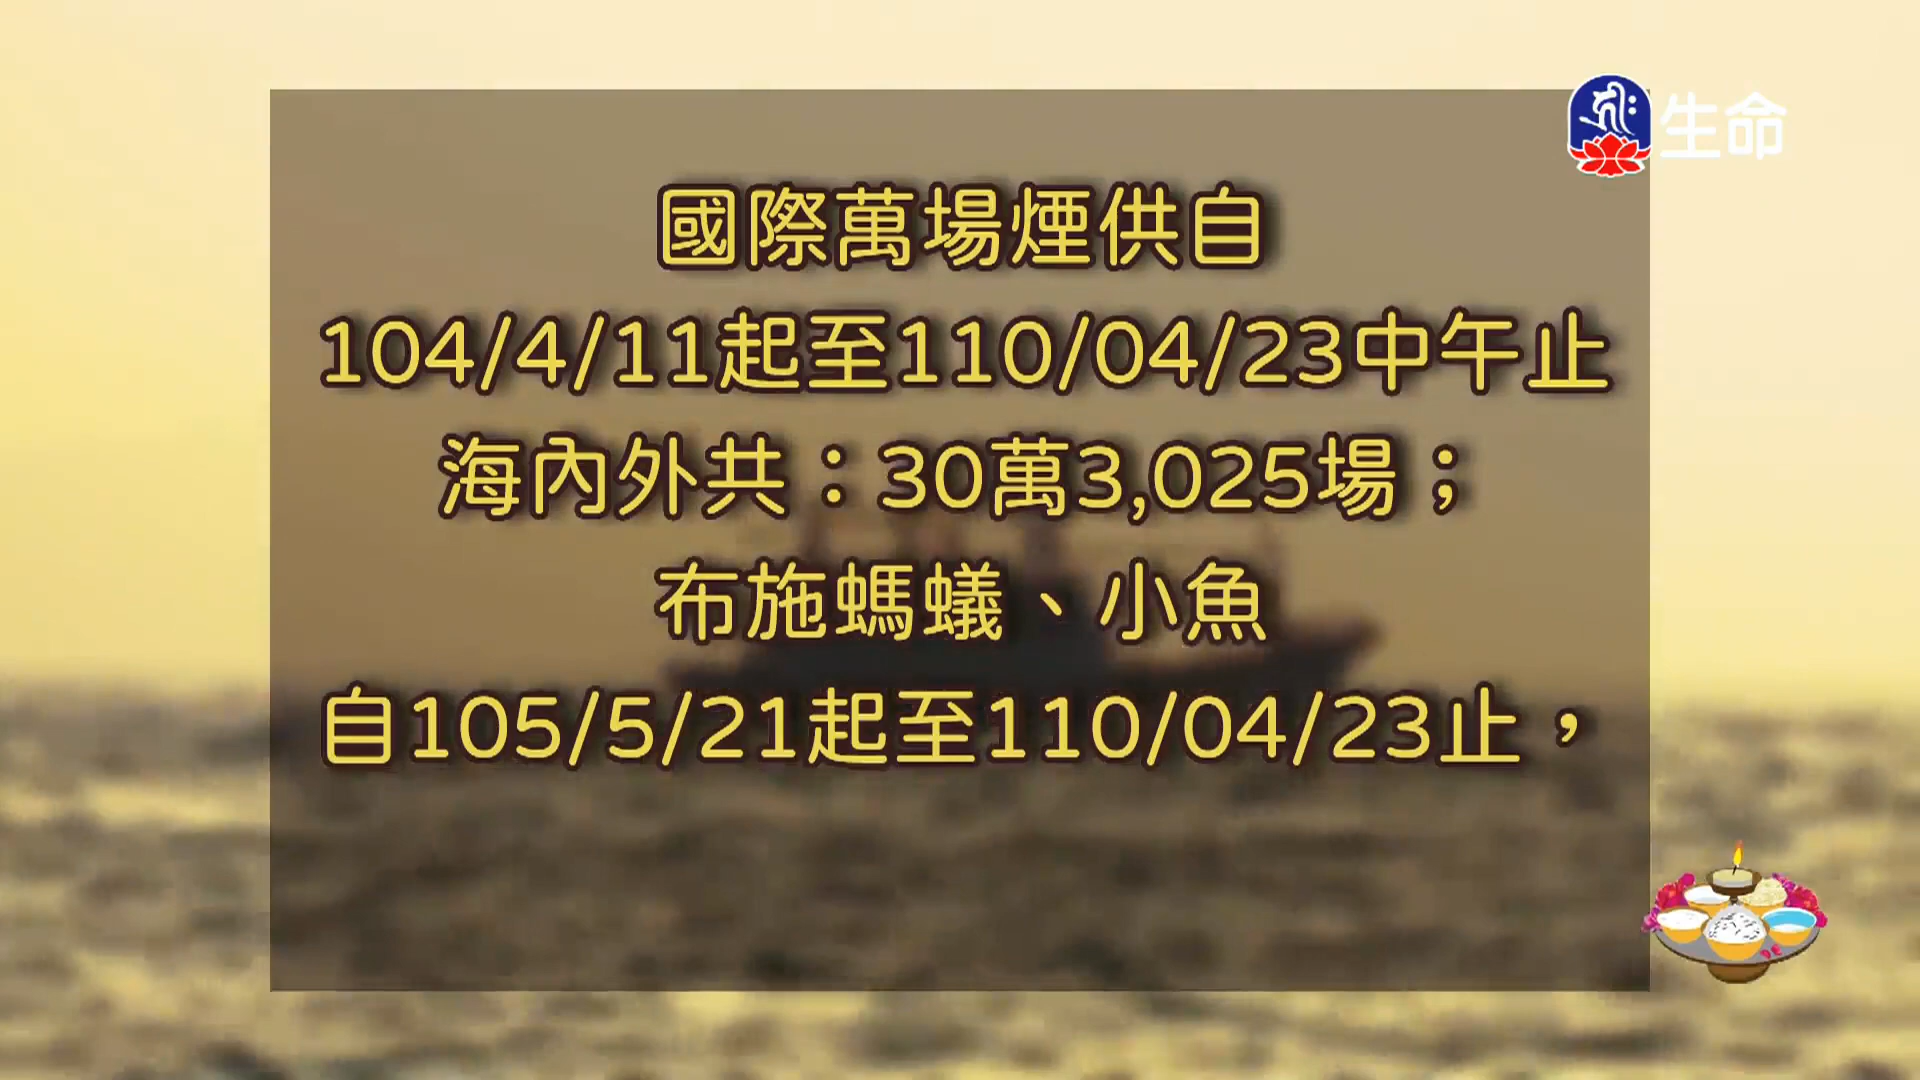 生命
國際萬場煙供自
104/4/11起至110/04/23中午止
海內外共：30萬3,025場；
布施螞蟻、小魚
自105/5/21起至110/04/23止，